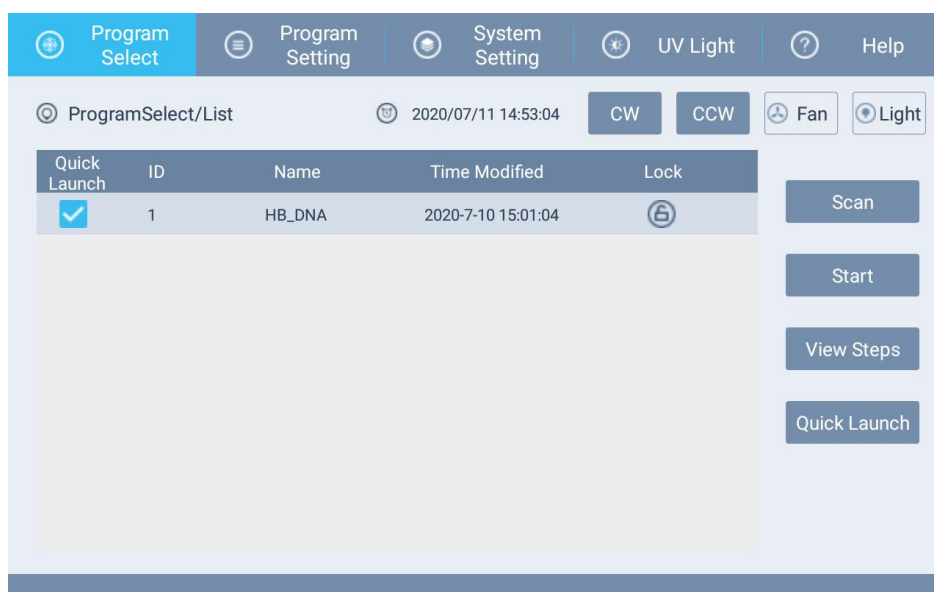 Program
Select
Program
Setting
System
Setting
UV Light
? Help
ProgramSelect/List
2020/07/11 14:53:04
CW
CCW
Fan
Light
Quick
Launch
ID
Name
Time Modified
Lock
1
HB_DNA
2020-7-10 15:01:04
Scan
Start
View Steps
Quick Launch